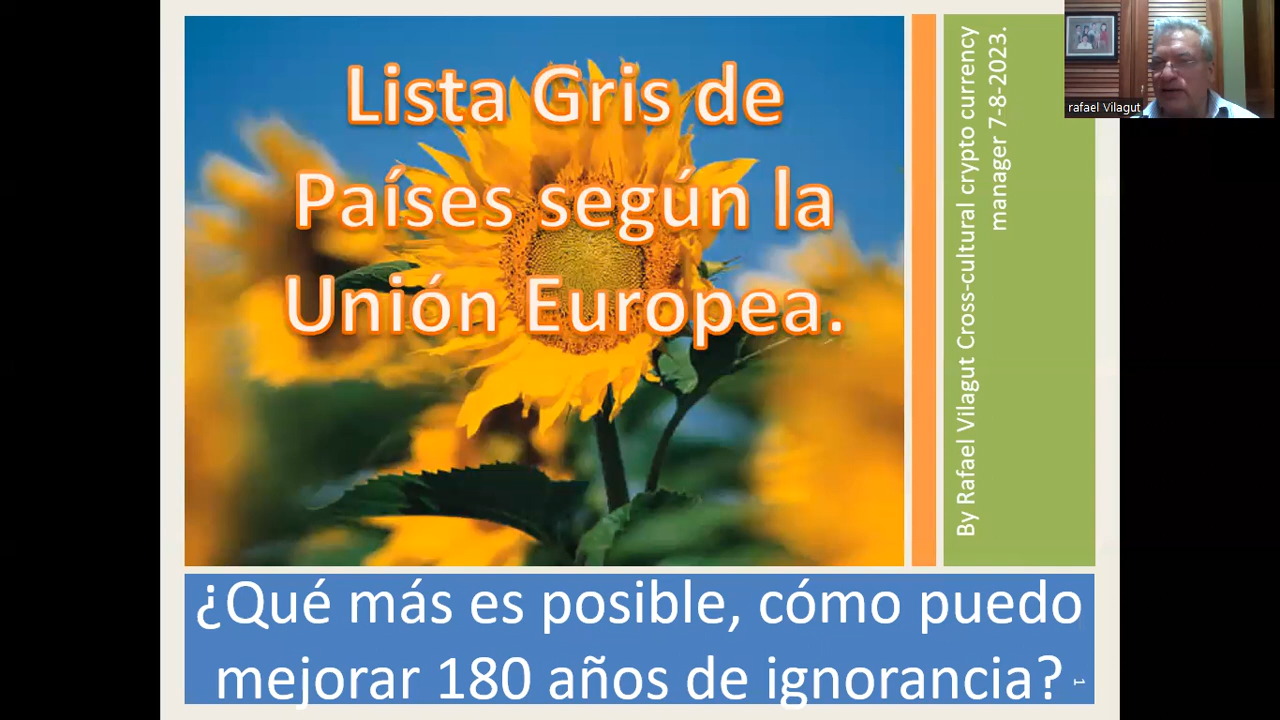 Lista Gris de
Países según la
Unión Europea.
By Rafael Vilagut Cross-cultural crypto currency
manager 7-8-2023.
rafael Vilagut
¿Qué más es posible, cómo puedo
mejorar 180 años de ignorancia?
1